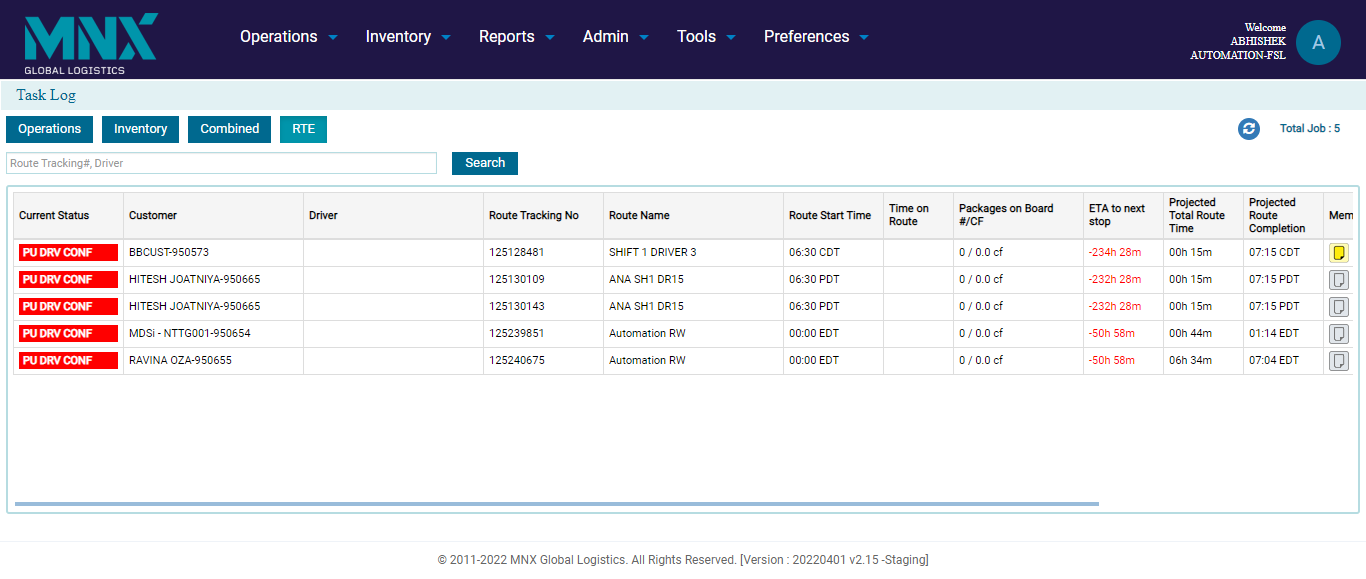 MNX
GLOBAL LOGISTICS
Operations Inventory Reports Admin Tools Preferences
Welcome
ABHISHEK
AUTOMATION-FSL
A
Task Log
Operations Inventory Combined RTE
Total Job : 5
Route Tracking#, Driver Search
Current Status Customer Driver Route Tracking No Route Name Route Start Time Time on Route Packages on Board #/CF ETA to next stop Projected Total Route Time Projected Route Completion Mem
PU DRV CONF BBCUST-950573 125128481 SHIFT 1 DRIVER 3 06:30 CDT 0 / 0.0 cf -234h 28m 00h 15m 07:15 CDT
PU DRV CONF HITESH JOATNIYA-950665 125130109 ANA SH1 DR15 06:30 PDT 0 / 0.0 cf -232h 28m 00h 15m 07:15 PDT
PU DRV CONF HITESH JOATNIYA-950665 125130143 ANA SH1 DR15 06:30 PDT 0 / 0.0 cf -232h 28m 00h 15m 07:15 PDT
PU DRV CONF MDSi - NTTG001-950654 125239851 Automation RW 00:00 EDT 0 / 0.0 cf -50h 58m 00h 44m 01:14 EDT
PU DRV CONF RAVINA OZA-950655 125240675 Automation RW 00:00 EDT 0 / 0.0 cf -50h 58m 06h 34m 07:04 EDT
© 2011-2022 MNX Global Logistics. All Rights Reserved. [Version : 20220401 v2.15 -Staging]